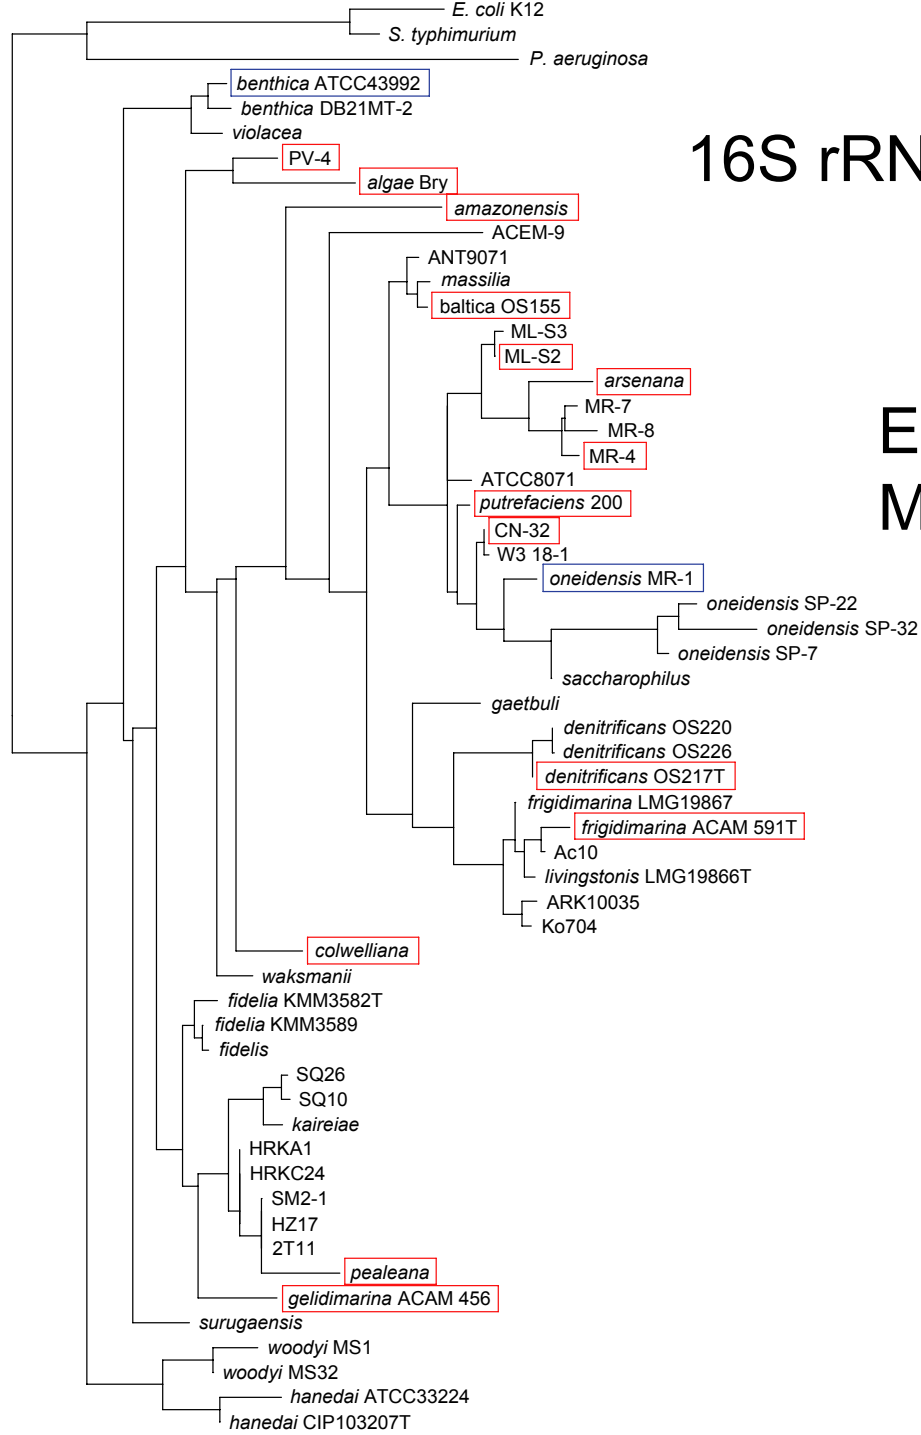 E. coli K12
S. typhimurium
P. aeruginosa
benthica ATCC43992
benthica DB21MT-2
violacea
16S rRN
PV-4
algae Bry
amazonensis
ACEM-9
ANT9071
massilia
baltica OS155
ML-S3
ML-S2
arsenana
MR-7
E
MR-8
MR-4
ATCC8071
putrefaciens 200
M
CN-32
W3 18-1
oneidensis MR-1
oneidensis SP-22
oneidensis SP-32
oneidensis SP-7
saccharophilus
gaetbuli
denitrificans OS220
denitrificans OS226
denitrificans OS217T
frigidimarina LMG19867
frigidimarina ACAM 591T
Ac10
livingstonis LMG19866T
ARK10035
Ko704
colwelliana
waksmanii
fidelia KMM3582T
fidelia KMM3589
fidelis
SQ26
SQ10
kaireiae
HRKA1
HRKC24
SM2-1
HZ17
2T11
pealeana
gelidimarina ACAM 456
surugaensis
woodyi MS1
woodyi MS32
hanedai ATCC33224
hanedai CIP103207T